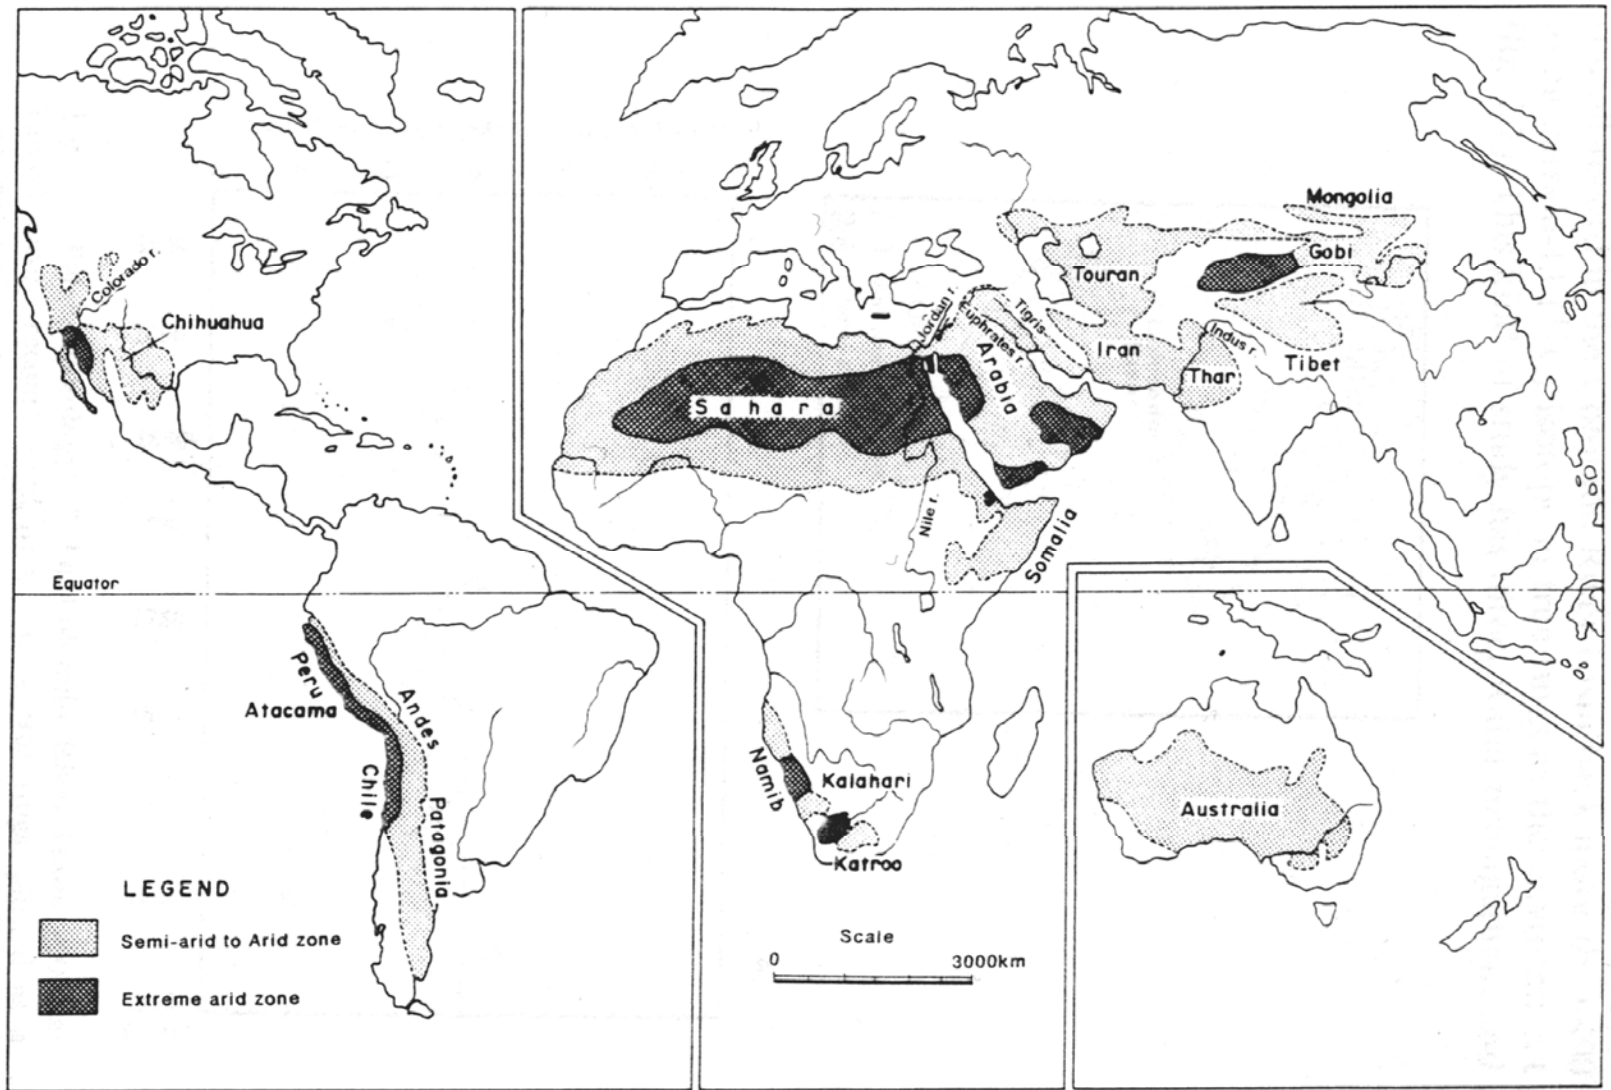 Mongolia
Gobi
Touran
Colorado r.
Chihuahua
Jordan r.
Euphrates r.
Tigris
Iran
Indus r.
Tibet
Thar
Arabia
Sahara
Nile r.
Somalia
Equator
Peru
Atacama
Andes
Chile
Patagonia
Namib
Kalahari
Katroo
Australia
LEGEND
Semi-arid to Arid zone
Extreme arid zone
Scale
0 3000km